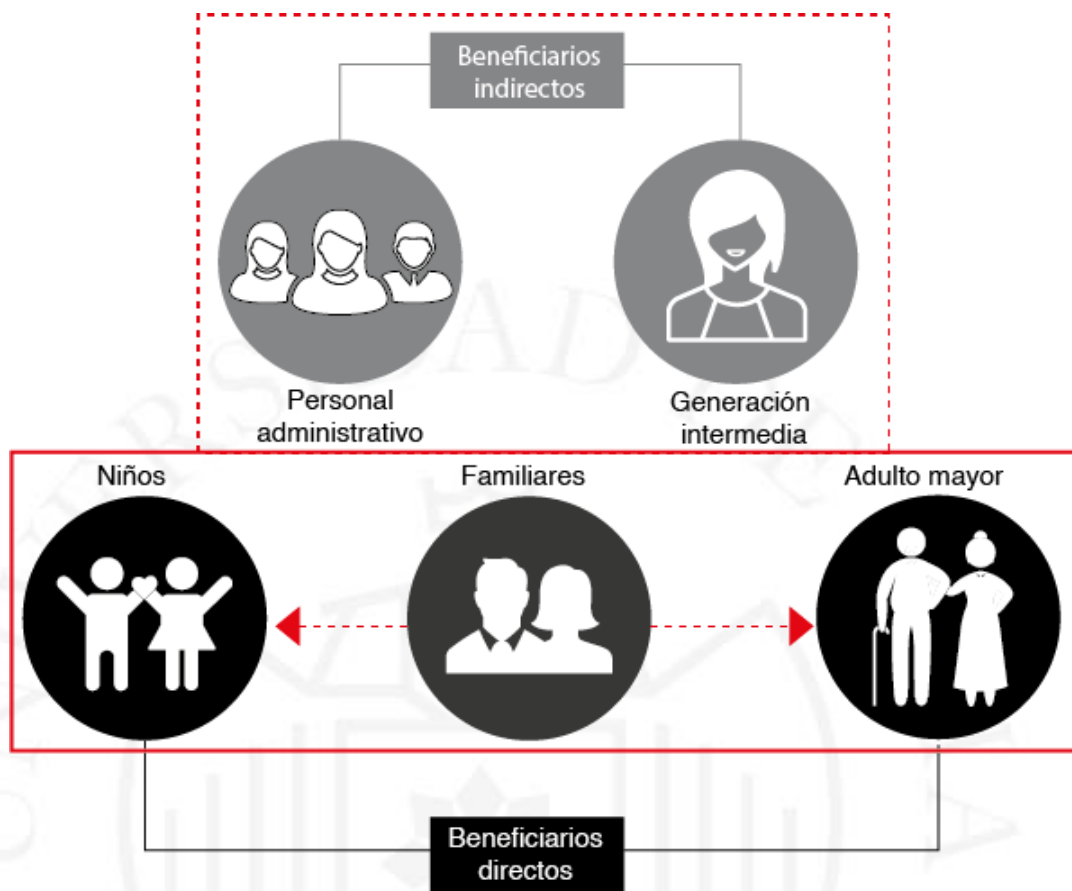 Beneficiarios
indirectos
Personal
administrativo
Generación
intermedia
Niños
Familiares
Adulto mayor
Beneficiarios
directos